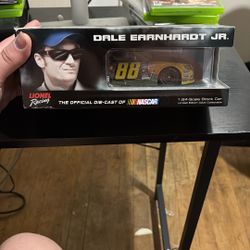 DALE EARNHARDT JR.
88
LIONEL
Racing
THE OFFICIAL DIE-CAST OF NASCAR
1:24 Scale Stock Car